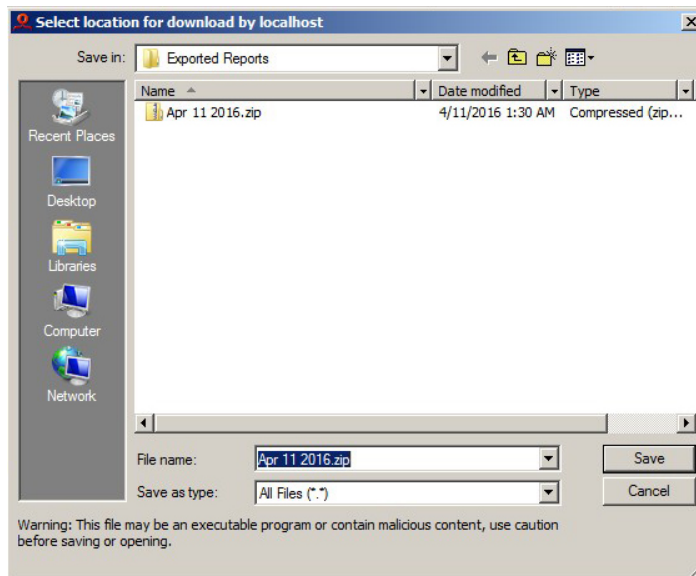 Select location for download by localhost
Save in: Exported Reports
Name Date modified Type
Apr 11 2016.zip 4/11/2016 1:30 AM Compressed (zip...
Recent Places
Desktop
Libraries
Computer
Network
File name: Apr 11 2016.zip Save
Save as type: All Files (*.*) Cancel
Warning: This file may be an executable program or contain malicious content, use caution
before saving or opening.